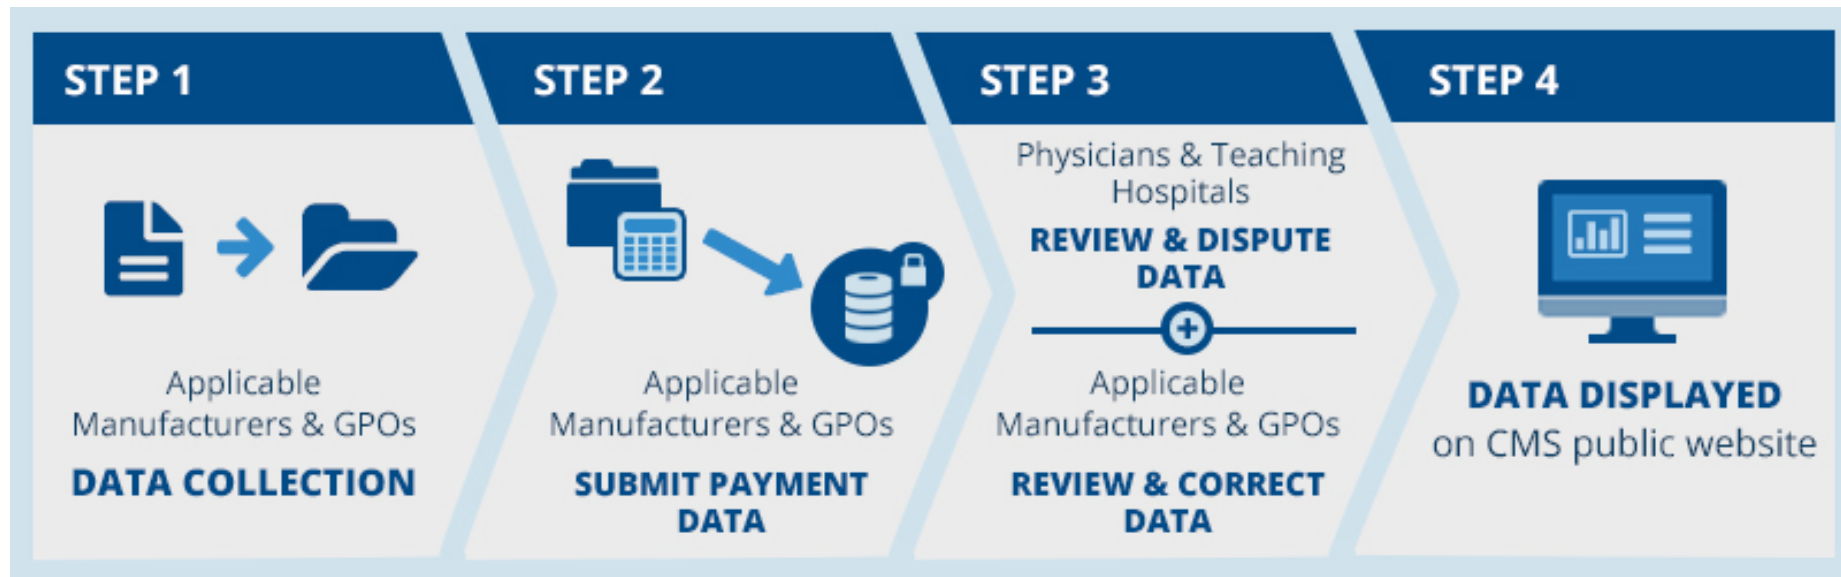 STEP 1
Applicable
Manufacturers & GPOs
DATA COLLECTION
STEP 2
Applicable
Manufacturers & GPOs
SUBMIT PAYMENT
DATA
STEP 3
Physicians & Teaching
Hospitals
REVIEW & DISPUTE
DATA
Applicable
Manufacturers & GPOs
REVIEW & CORRECT
DATA
STEP 4
DATA DISPLAYED
on CMS public website